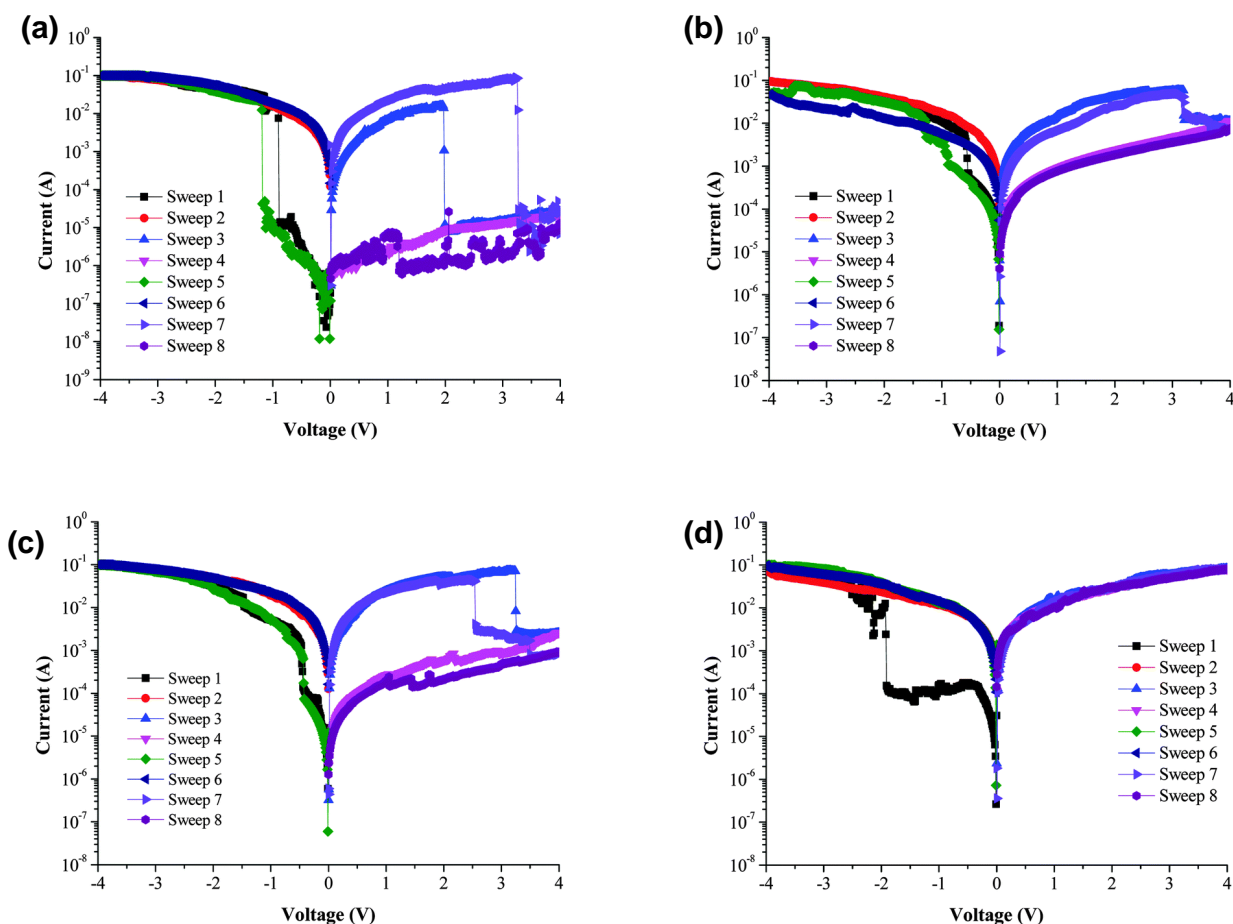 (a)
10^0
10^-1
10^-2
10^-3
10^-4
10^-5
10^-6
10^-7
10^-8
10^-9
Current (A)
Sweep 1
Sweep 2
Sweep 3
Sweep 4
Sweep 5
Sweep 6
Sweep 7
Sweep 8
-4 -3 -2 -1 0 1 2 3 4
Voltage (V)
(b)
10^0
10^-1
10^-2
10^-3
10^-4
10^-5
10^-6
10^-7
10^-8
Current (A)
Sweep 1
Sweep 2
Sweep 3
Sweep 4
Sweep 5
Sweep 6
Sweep 7
Sweep 8
-4 -3 -2 -1 0 1 2 3 4
Voltage (V)
(c)
10^0
10^-1
10^-2
10^-3
10^-4
10^-5
10^-6
10^-7
10^-8
Current (A)
Sweep 1
Sweep 2
Sweep 3
Sweep 4
Sweep 5
Sweep 6
Sweep 7
Sweep 8
-4 -3 -2 -1 0 1 2 3 4
Voltage (V)
(d)
10^0
10^-1
10^-2
10^-3
10^-4
10^-5
10^-6
10^-7
10^-8
Current (A)
Sweep 1
Sweep 2
Sweep 3
Sweep 4
Sweep 5
Sweep 6
Sweep 7
Sweep 8
-4 -3 -2 -1 0 1 2 3 4
Voltage (V)